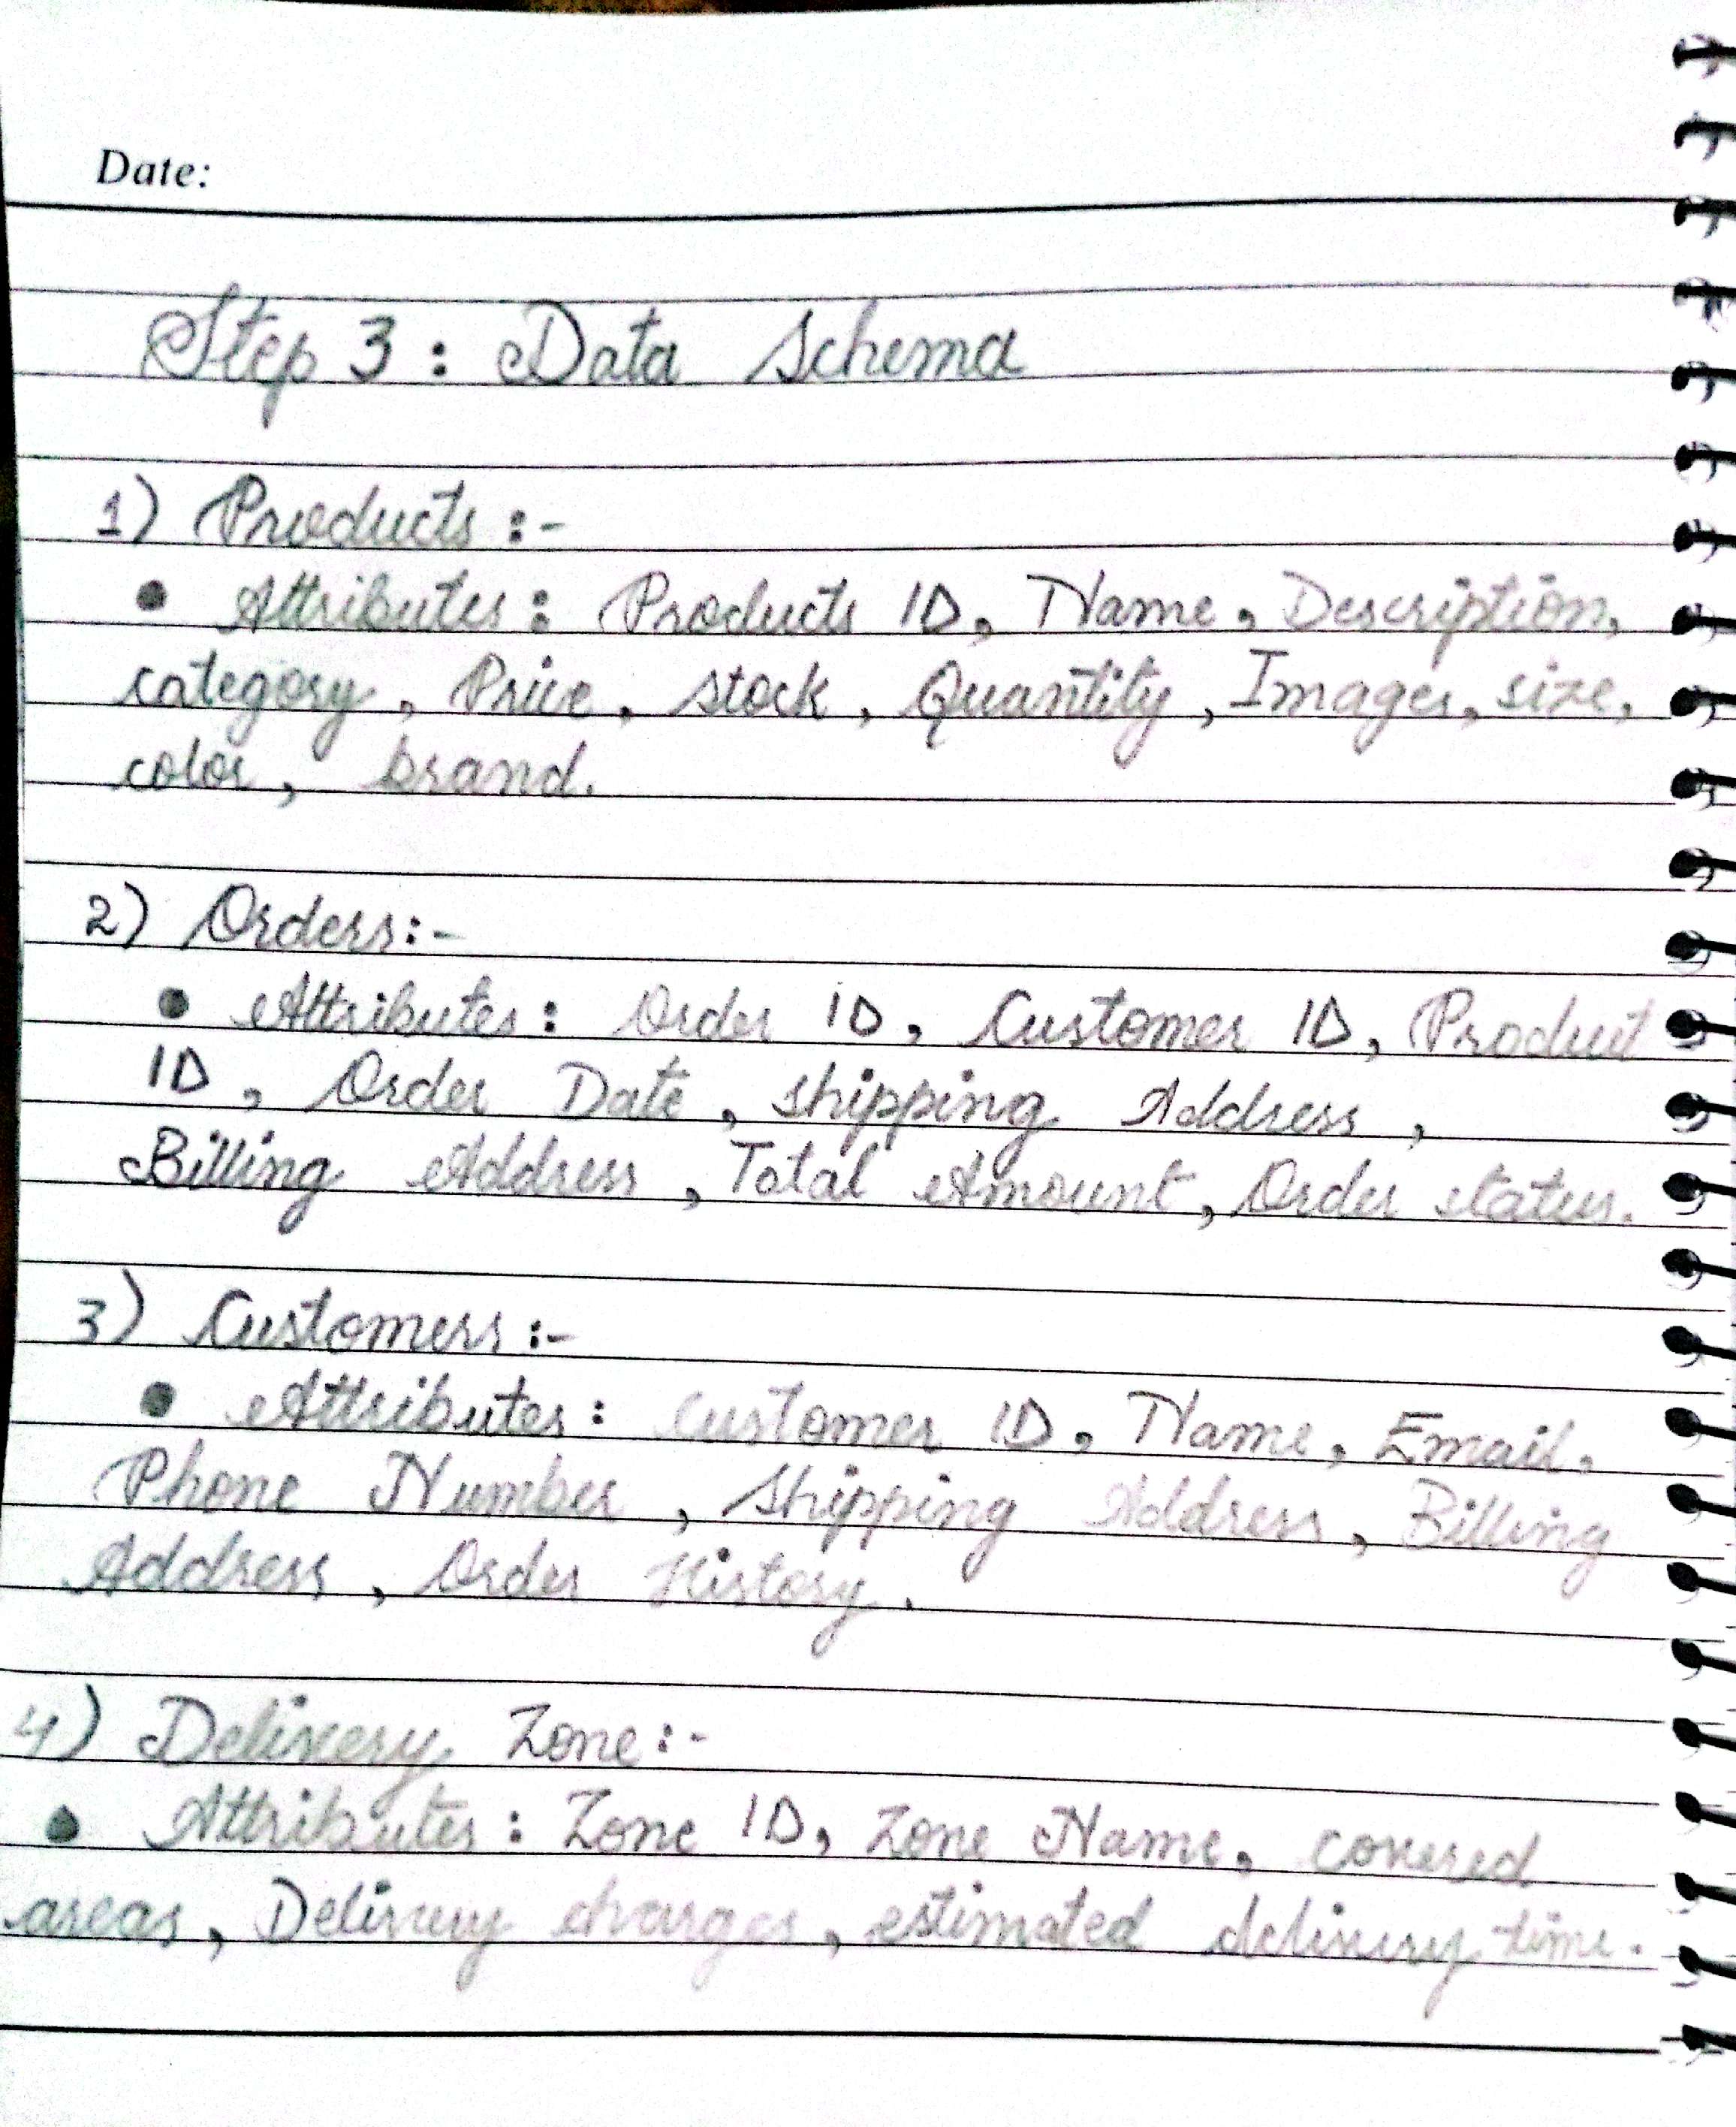 Date:
Step 3 : Data Schema
1) Products :-
• Attributes : Products ID, Name, Description,
category, Price, stock, Quantity, Images, size,
color, brand.
2) Orders:-
• Attributes : Order ID, Customer ID, Product
ID, Order Date, shipping Address,
Billing Address, Total Amount, Order status.
3) Customers :-
• Attributes : customer ID, Name, Email,
Phone Number, Shipping Address, Billing
Address, Order History.
4) Delivery Zone:-
• Attributes : Zone ID, Zone Name, covered
areas, Delivery charges, estimated delivery time.